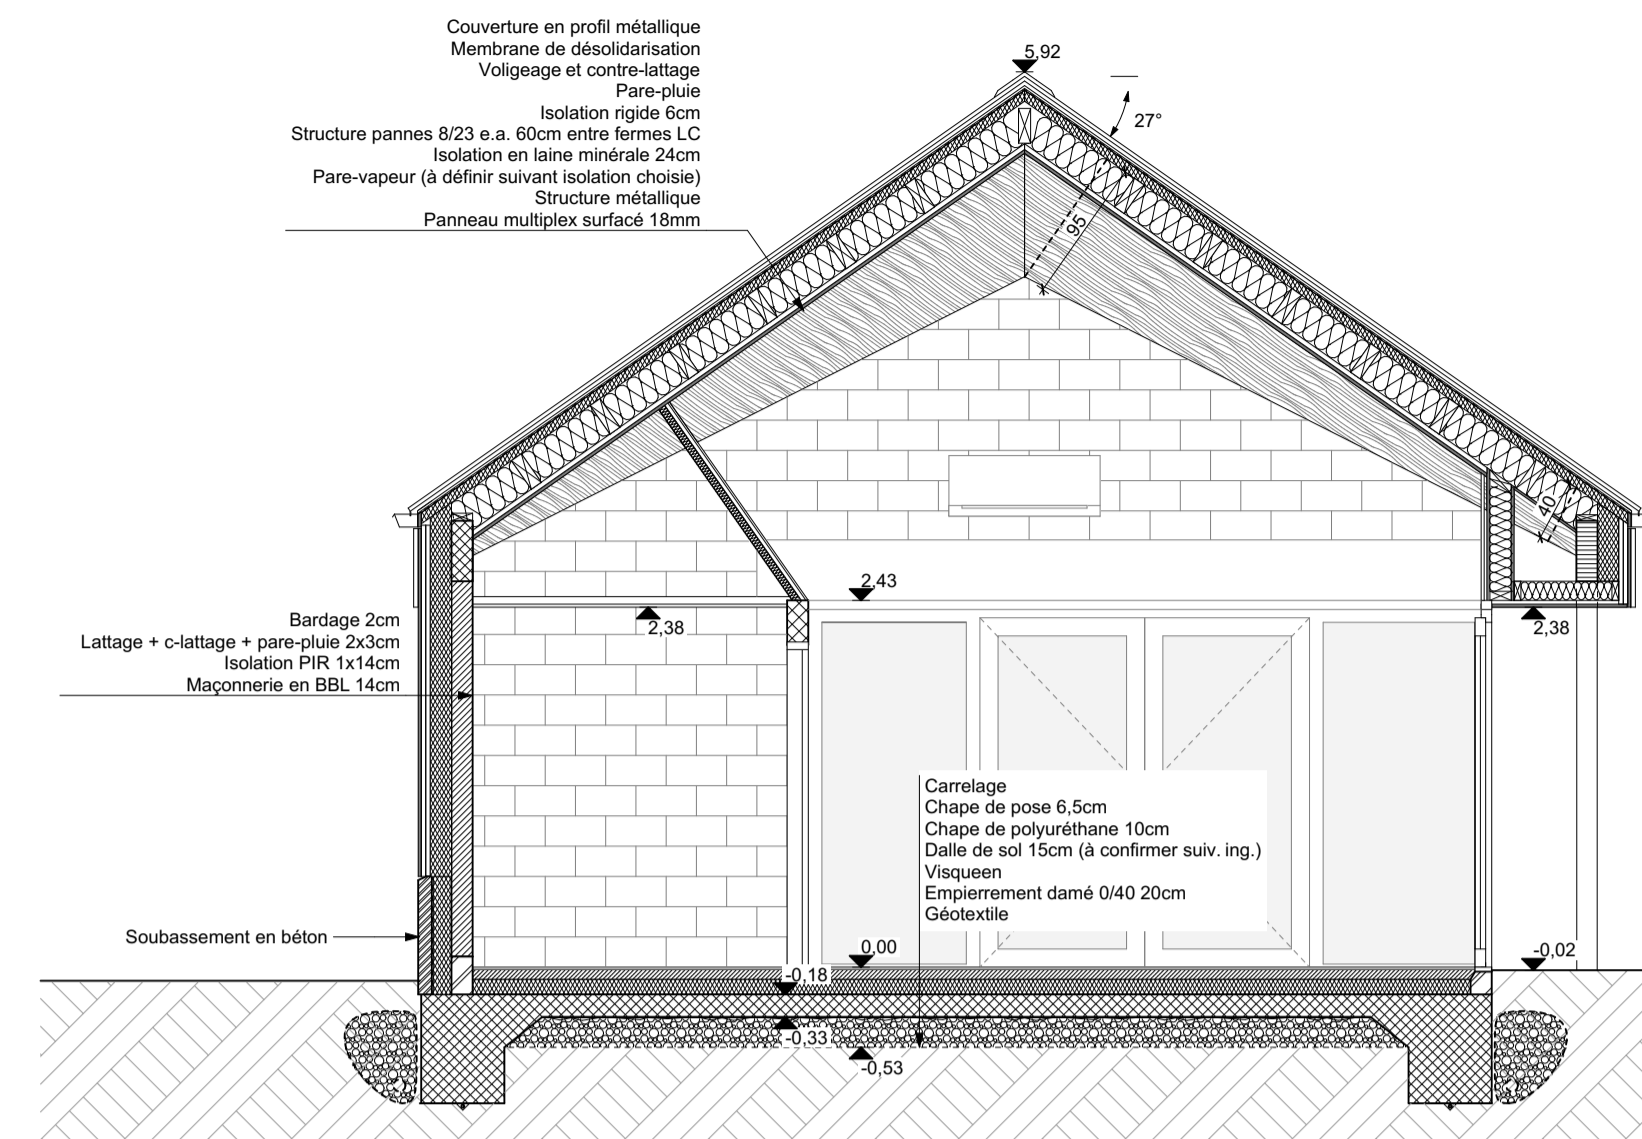 Couverture en profil métallique
Membrane de désolidarisation
Voligeage et contre-lattage
Pare-pluie
Isolation rigide 6cm
Structure pannes 8/23 e.a. 60cm entre fermes LC
Isolation en laine minérale 24cm
Pare-vapeur (à définir suivant isolation choisie)
Structure métallique
Panneau multiplex surfacé 18mm
5,92
27°
95
40
2,43
2,38
2,38
Bardage 2cm
Lattage + c-lattage + pare-pluie 2x3cm
Isolation PIR 1x14cm
Maçonnerie en BBL 14cm
Carrelage
Chape de pose 6,5cm
Chape de polyuréthane 10cm
Dalle de sol 15cm (à confirmer suiv. ing.)
Visqueen
Empierrement damé 0/40 20cm
Géotextile
Soubassement en béton
0,00
-0,02
-0,18
-0,33
-0,53